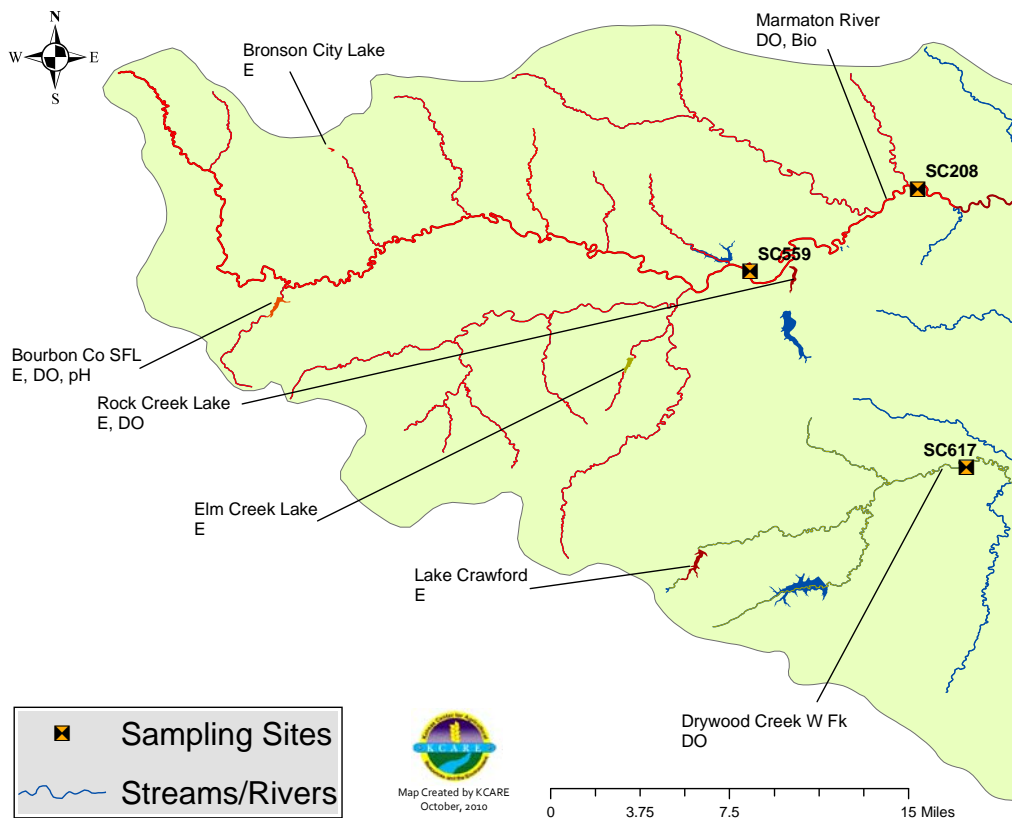 N
W E
S
Bronson City Lake
E
Marmaton River
DO, Bio
SC208
SC559
Bourbon Co SFL
E, DO, pH
Rock Creek Lake
E, DO
SC617
Elm Creek Lake
E
Lake Crawford
E
Drywood Creek W Fk
DO
Sampling Sites
Streams/Rivers
KCARE
Map Created by KCARE
October, 2010
0 3.75 7.5 15 Miles